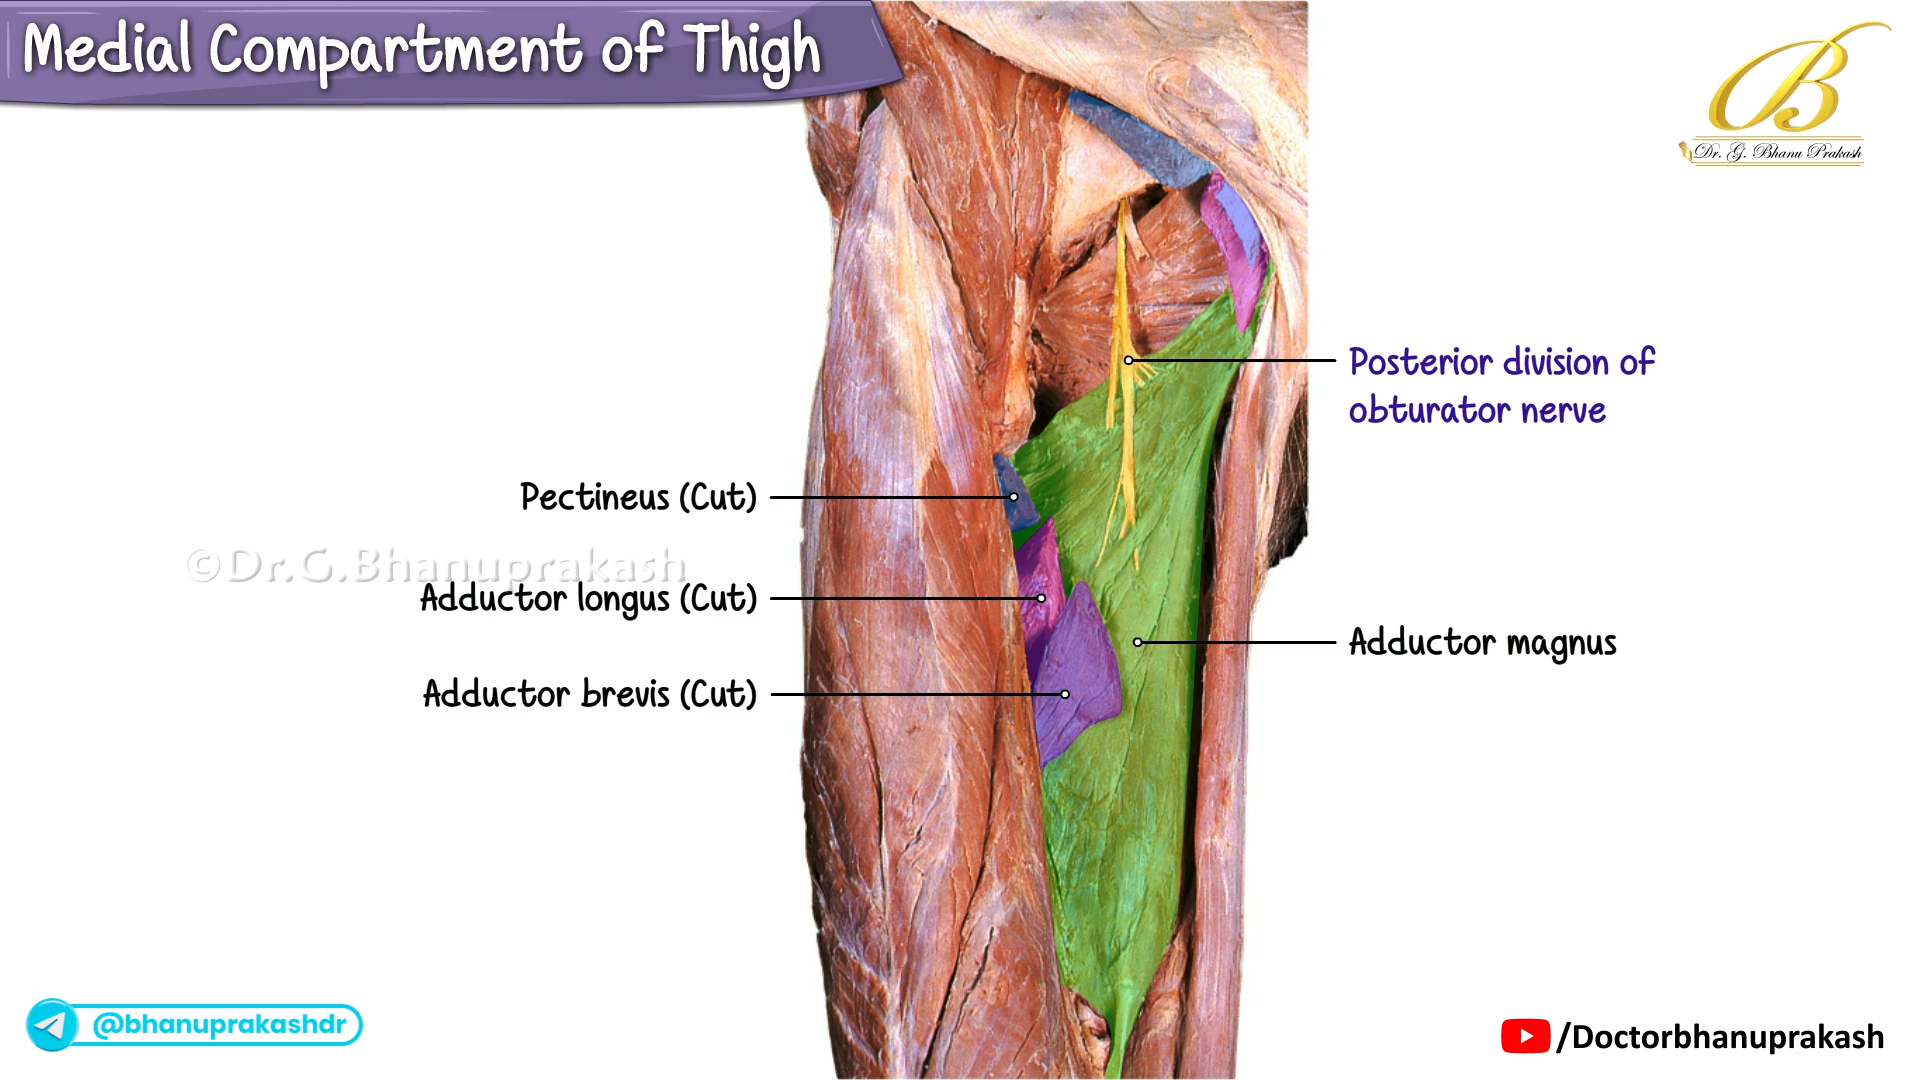 Medial Compartment of Thigh
Dr. G. Bhanu Prakash
Posterior division of
obturator nerve
Pectineus (Cut)
©Dr.G.Bhanuprakash
Adductor longus (Cut)
Adductor magnus
Adductor brevis (Cut)
@bhanuprakashdr
/Doctorbhanuprakash